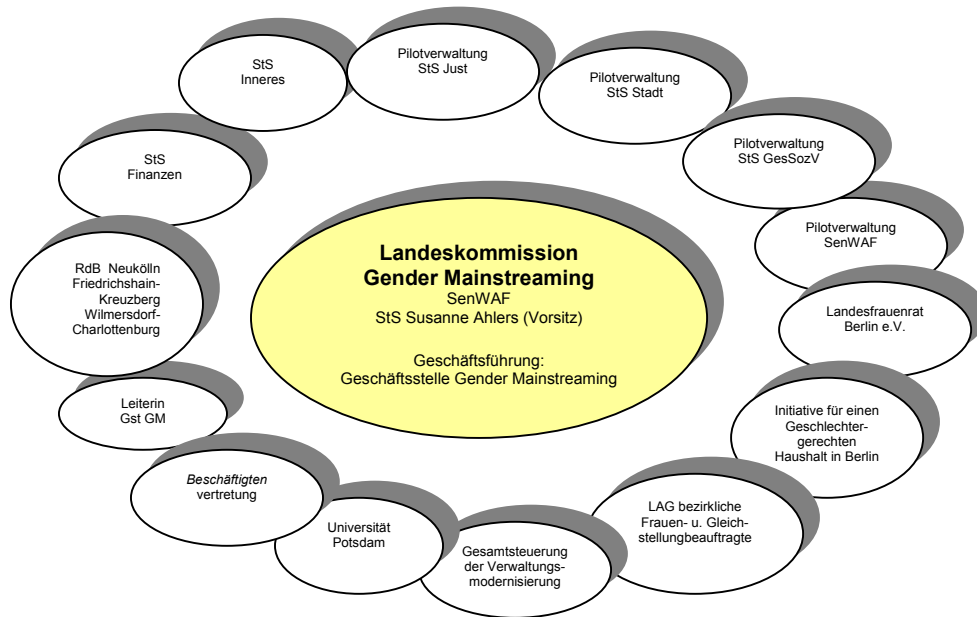 StS
Inneres
Pilotverwaltung
StS Just
Pilotverwaltung
StS Stadt
Pilotverwaltung
StS GesSozV
Pilotverwaltung
SenWAF
Landesfrauenrat
Berlin e.V.
Initiative für einen
Geschlechter-
gerechten
Haushalt in Berlin
LAG bezirkliche
Frauen- u. Gleich-
stellungbeauftragte
Gesamtsteuerung
der Verwaltungs-
modernisierung
Universität
Potsdam
Beschäftigten
vertretung
Leiterin
Gst GM
RdB Neukölln
Friedrichshain-
Kreuzberg
Wilmersdorf-
Charlottenburg
StS
Finanzen
Landeskommission
Gender Mainstreaming
SenWAF
StS Susanne Ahlers (Vorsitz)
Geschäftsführung:
Geschäftsstelle Gender Mainstreaming